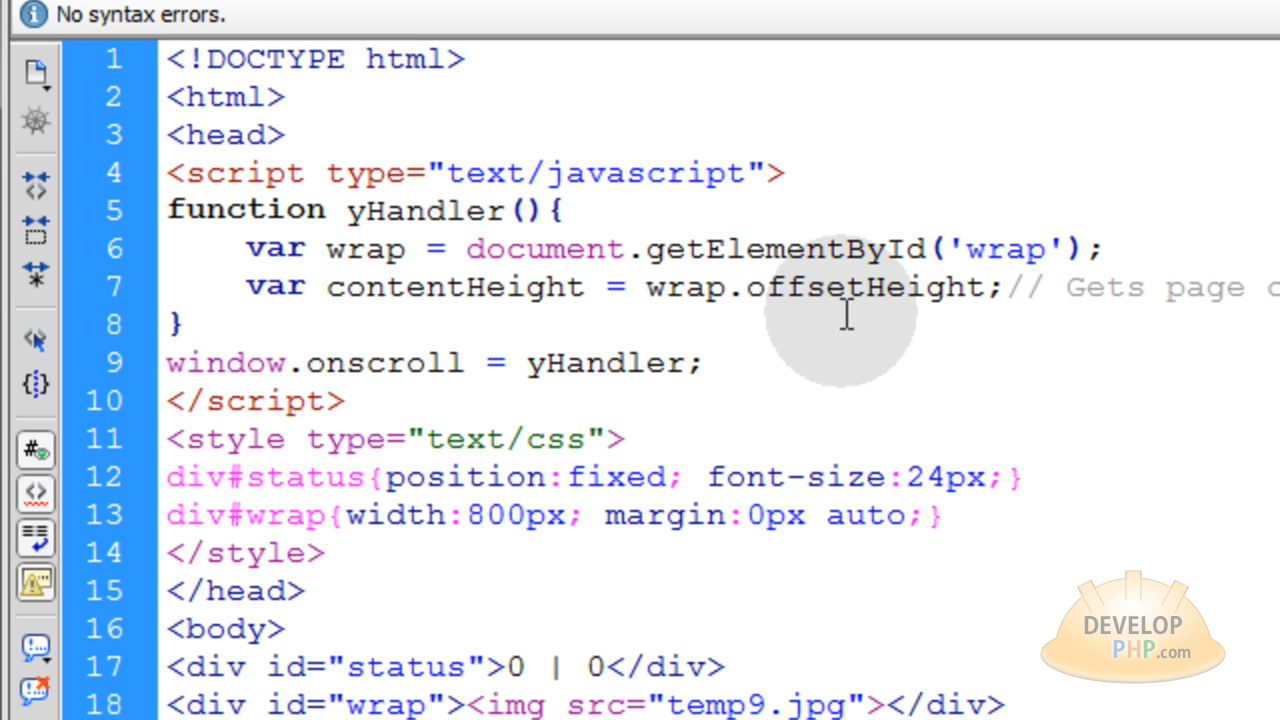 No syntax errors.
1 <!DOCTYPE html>
2 <html>
3 <head>
4 <script type="text/javascript">
5 function yHandler(){
6     var wrap = document.getElementById('wrap');
7     var contentHeight = wrap.offsetHeight;// Gets page
8 }
9 window.onscroll = yHandler;
10 </script>
11 <style type="text/css">
12 div#status{position:fixed; font-size:24px;}
13 div#wrap{width:800px; margin:0px auto;}
14 </style>
15 </head>
16 <body>
17 <div id="status">0 | 0</div>
18 <div id="wrap"><img src="temp9.jpg"></div>
DEVELOP
PHP.com